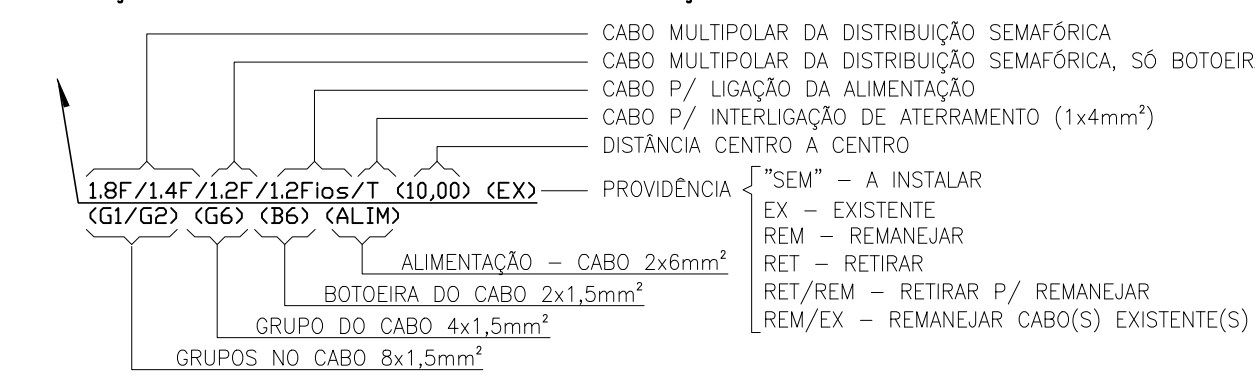 CABO MULTIPOLAR DA DISTRIBUIÇÃO SEMAFÓRICA
CABO MULTIPOLAR DA DISTRIBUIÇÃO SEMAFÓRICA, SÓ BOTOEIR
CABO P/ LIGAÇÃO DA ALIMENTAÇÃO
CABO P/ INTERLIGAÇÃO DE ATERRAMENTO (1x4mm²)
DISTÂNCIA CENTRO A CENTRO
1.8F/1.4F/1.2F/1.2Fios/T (10,00) (EX)
PROVIDÊNCIA
(G1/G2) (G6) (B6) (ALIM)
"SEM" – A INSTALAR
EX – EXISTENTE
REM – REMANEJAR
RET – RETIRAR
RET/REM – RETIRAR P/ REMANEJAR
REM/EX – REMANEJAR CABO(S) EXISTENTE(S)
ALIMENTAÇÃO – CABO 2x6mm²
BOTOEIRA DO CABO 2x1,5mm²
GRUPO DO CABO 4x1,5mm²
GRUPOS NO CABO 8x1,5mm²